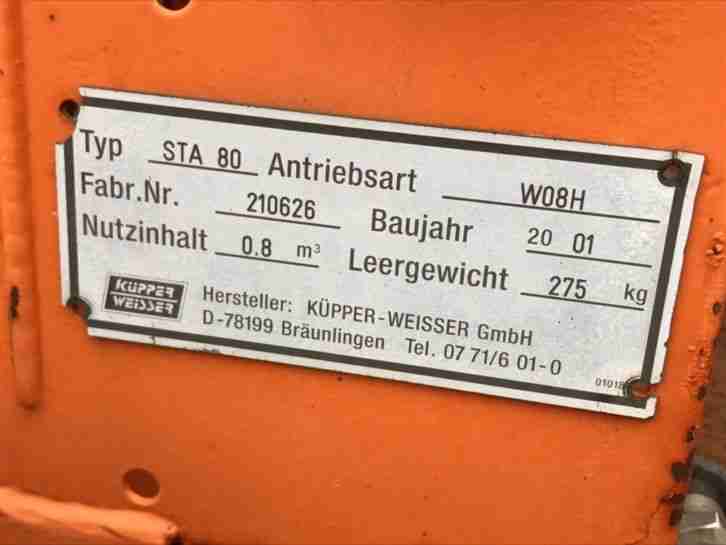 Typ STA 80 Antriebsart W08H
Fabr.Nr. 210626 Baujahr 20 01
Nutzinhalt 0.8 m³ Leergewicht 275 kg
KÜPPER
WEISSER
Hersteller: KÜPPER-WEISSER GmbH
D-78199 Bräunlingen Tel. 07 71/6 01-0